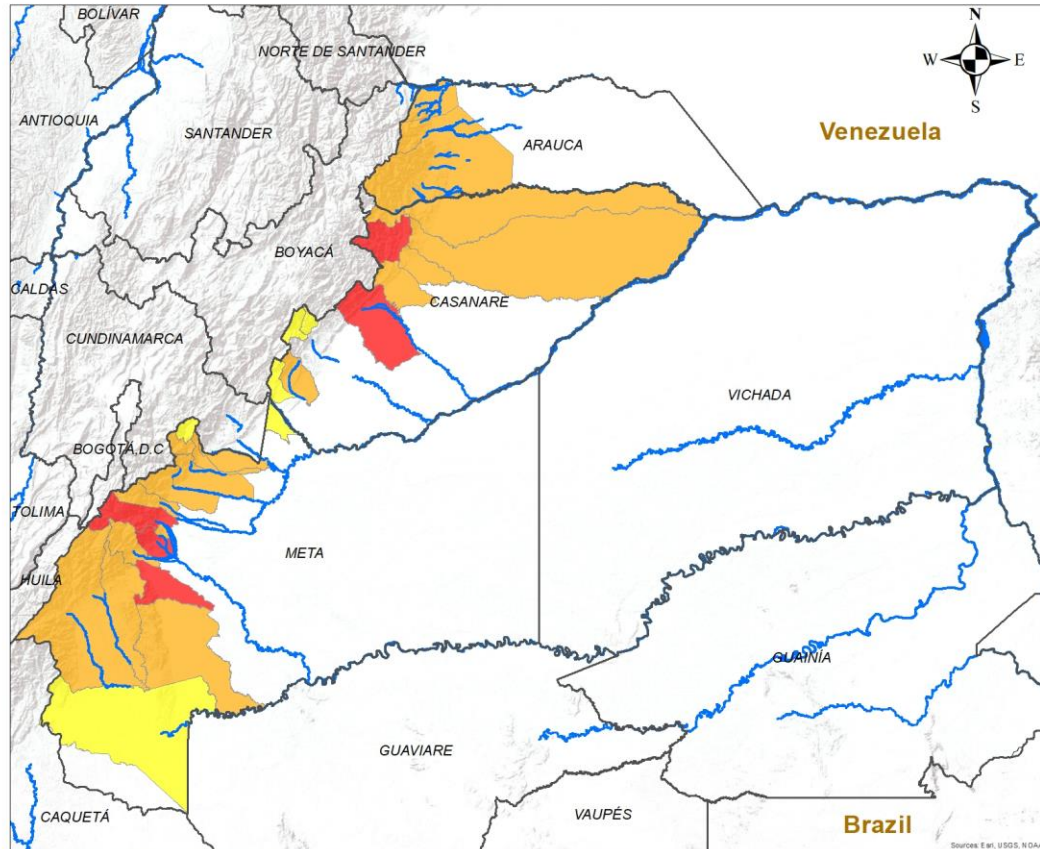 BOLÍVAR
NORTE DE SANTANDER
N
W
E
S
ANTIOQUIA
SANTANDER
ARAUCA
Venezuela
BOYACÁ
CALDAS
CASANARE
CUNDINAMARCA
VICHADA
BOGOTÁ,D.C
TOLIMA
META
HUILA
GUAINÍA
GUAVIARE
CAQUETÁ
VAUPÉS
Brazil
Sources: Esri, USGS, NOAA